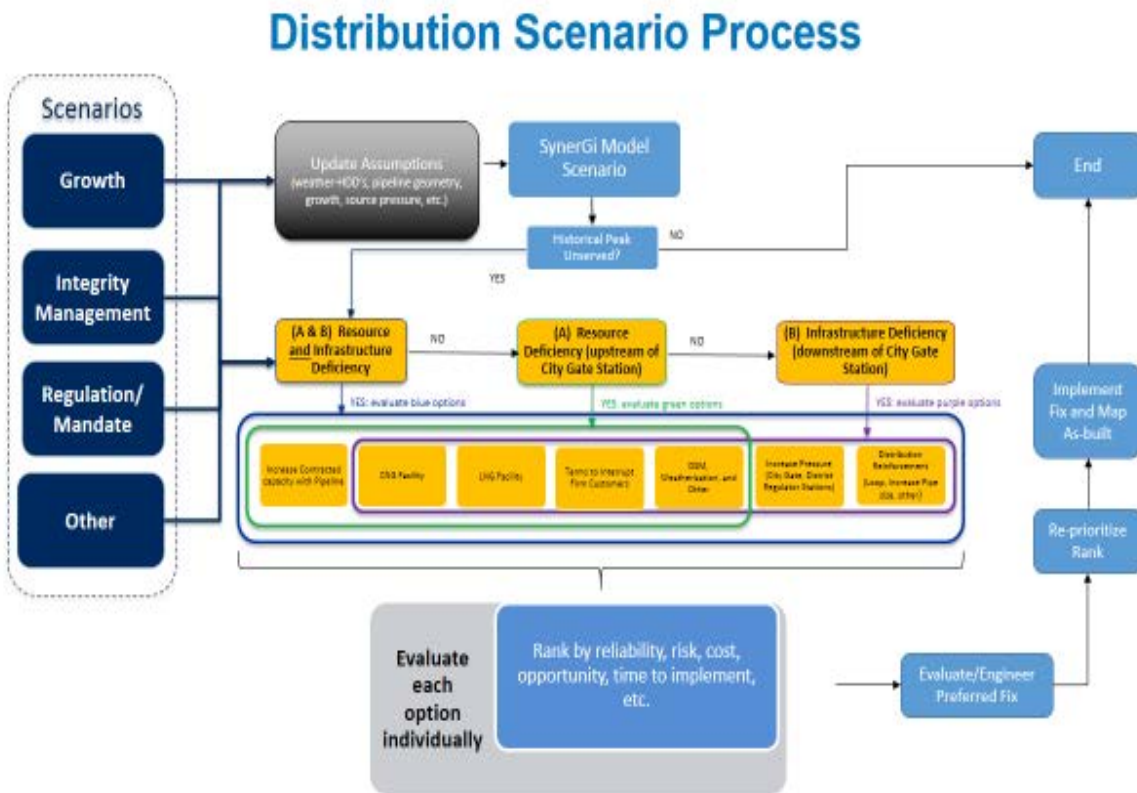 Distribution Scenario Process
Scenarios
Growth
Integrity
Management
Regulation/
Mandate
Other
Update Assumptions
(weather-HDD's, pipeline geometry,
growth, source pressure, etc.)
SynerGi Model
Scenario
Historical Peak
Unserved?
NO
YES
End
(A & B) Resource
and Infrastructure
Deficiency
NO
(A) Resource
Deficiency (upstream of
City Gate Station)
NO
(B) Infrastructure Deficiency
(downstream of City Gate
Station)
YES: evaluate blue options
YES: evaluate green options
YES: evaluate purple options
Increase Contracted
capacity with Pipeline
CNG Facility
LNG Facility
Terms to Interrupt
Firm Customers
DSM,
Weatherization, and
Other
Increase Pressure
(City Gate, District
Regulator Stations)
Distribution
Reinforcement
(Loop, Increase Pipe
size, other)
Implement
Fix and Map
As-built
Re-prioritize
Rank
Evaluate
each
option
individually
Rank by reliability, risk, cost,
opportunity, time to implement,
etc.
Evaluate/Engineer
Preferred Fix